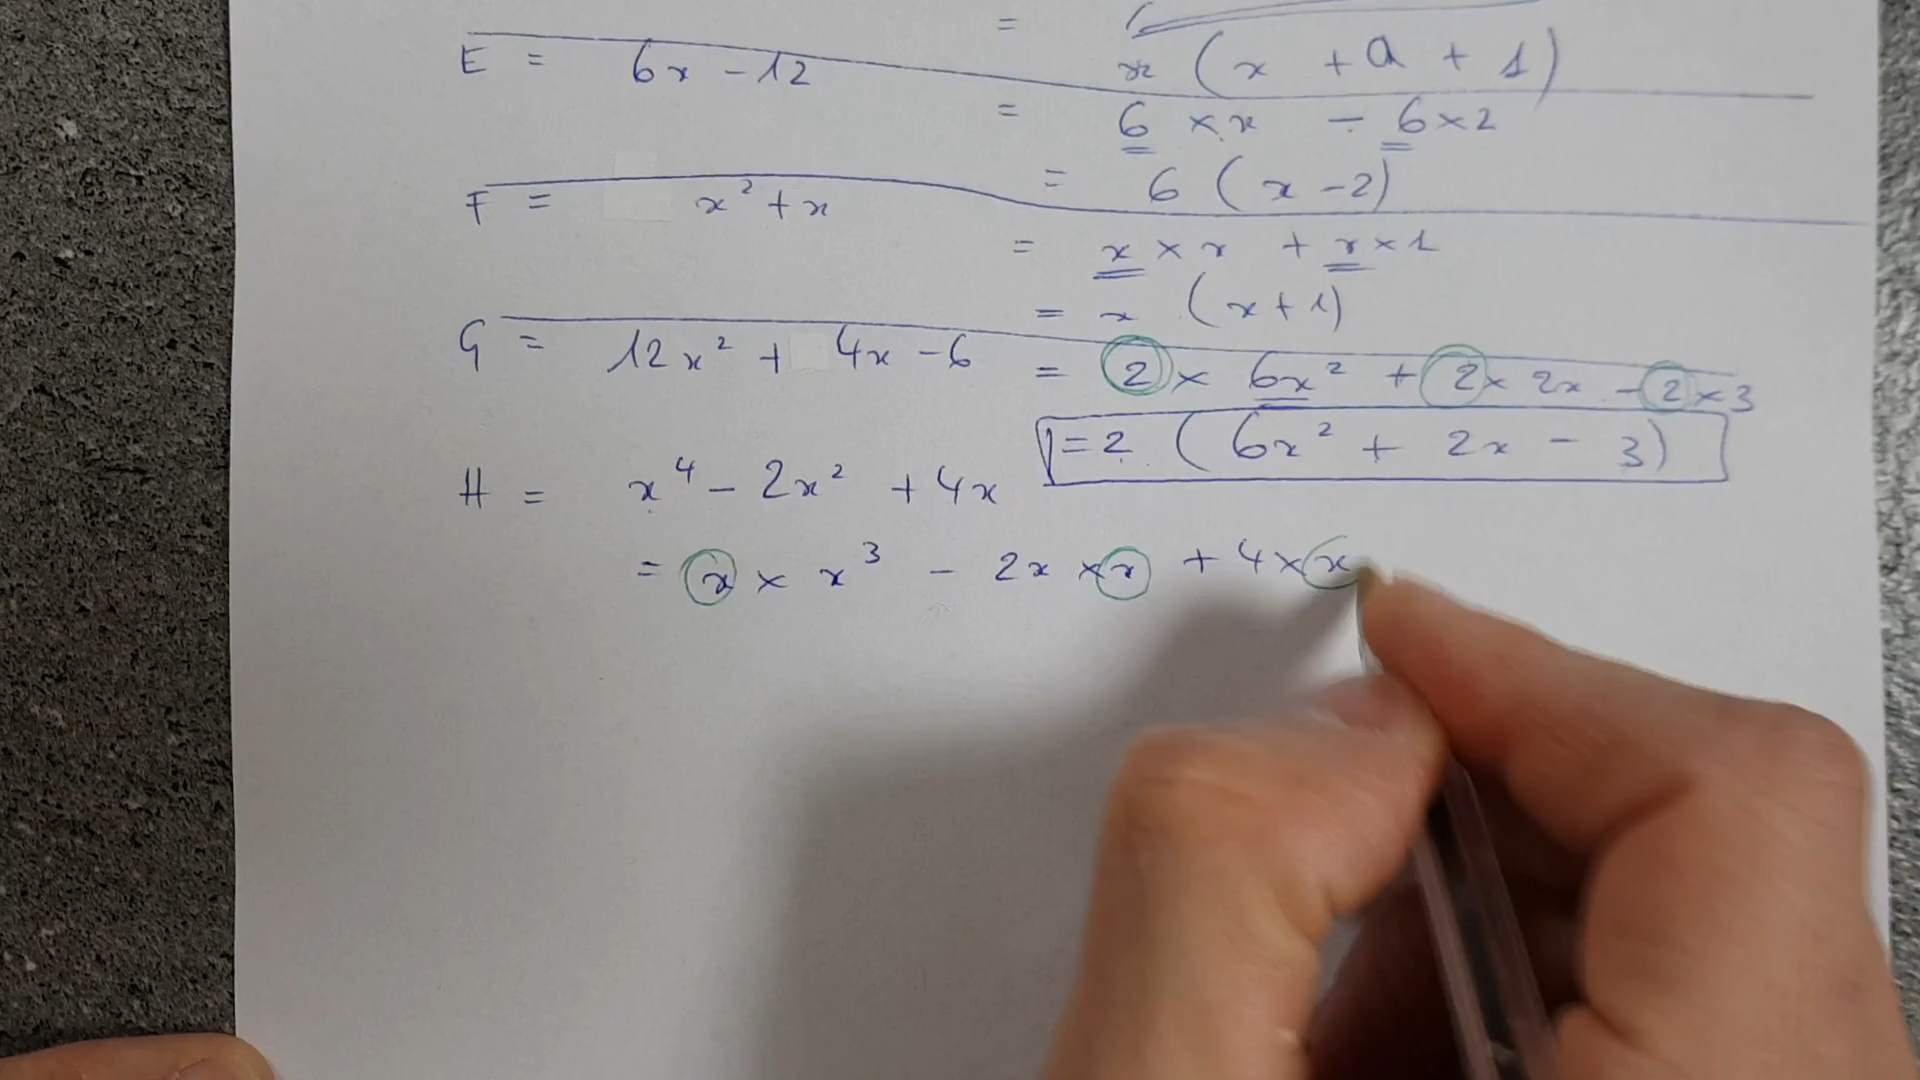 =
E = 6x - 12
x (x + a + 1)
= 6 × x - 6 × 2
= 6 (x - 2)
F = x² + x
= x × x + x × 1
= x (x + 1)
G = 12x² + 4x - 6 = 2 × 6x² + 2 × 2x - 2 × 3
= 2 (6x² + 2x - 3)
H = x⁴ - 2x² + 4x
= x × x³ - 2x × x + 4 × x